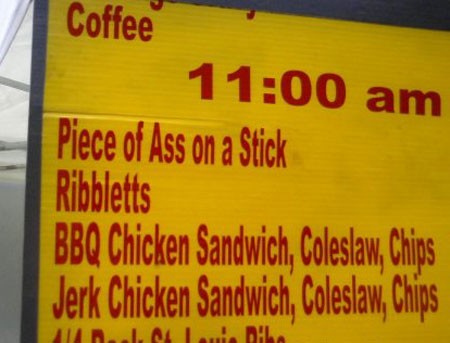 Coffee
11:00 am
Piece of Ass on a Stick
Ribbletts
BBQ Chicken Sandwich, Coleslaw, Chips
Jerk Chicken Sandwich, Coleslaw, Chips